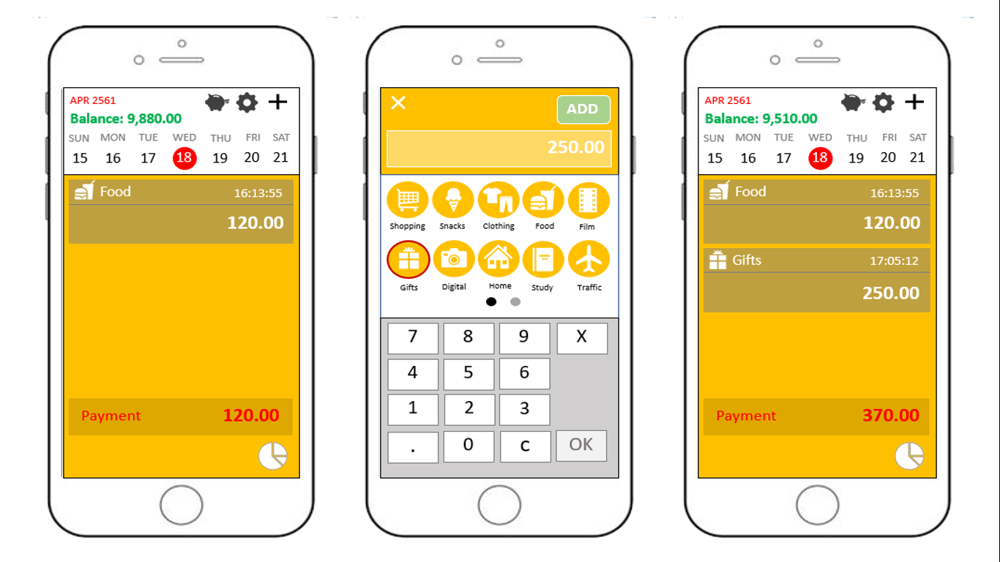 APR 2561
Balance: 9,880.00
SUN MON TUE WED THU FRI SAT
15 16 17 18 19 20 21
Food 16:13:55
120.00
Payment 120.00
ADD
250.00
Shopping Snacks Clothing Food Film
Gifts Digital Home Study Traffic
7 8 9 X
4 5 6
1 2 3
. 0 c OK
APR 2561
Balance: 9,510.00
SUN MON TUE WED THU FRI SAT
15 16 17 18 19 20 21
Food 16:13:55
120.00
Gifts 17:05:12
250.00
Payment 370.00